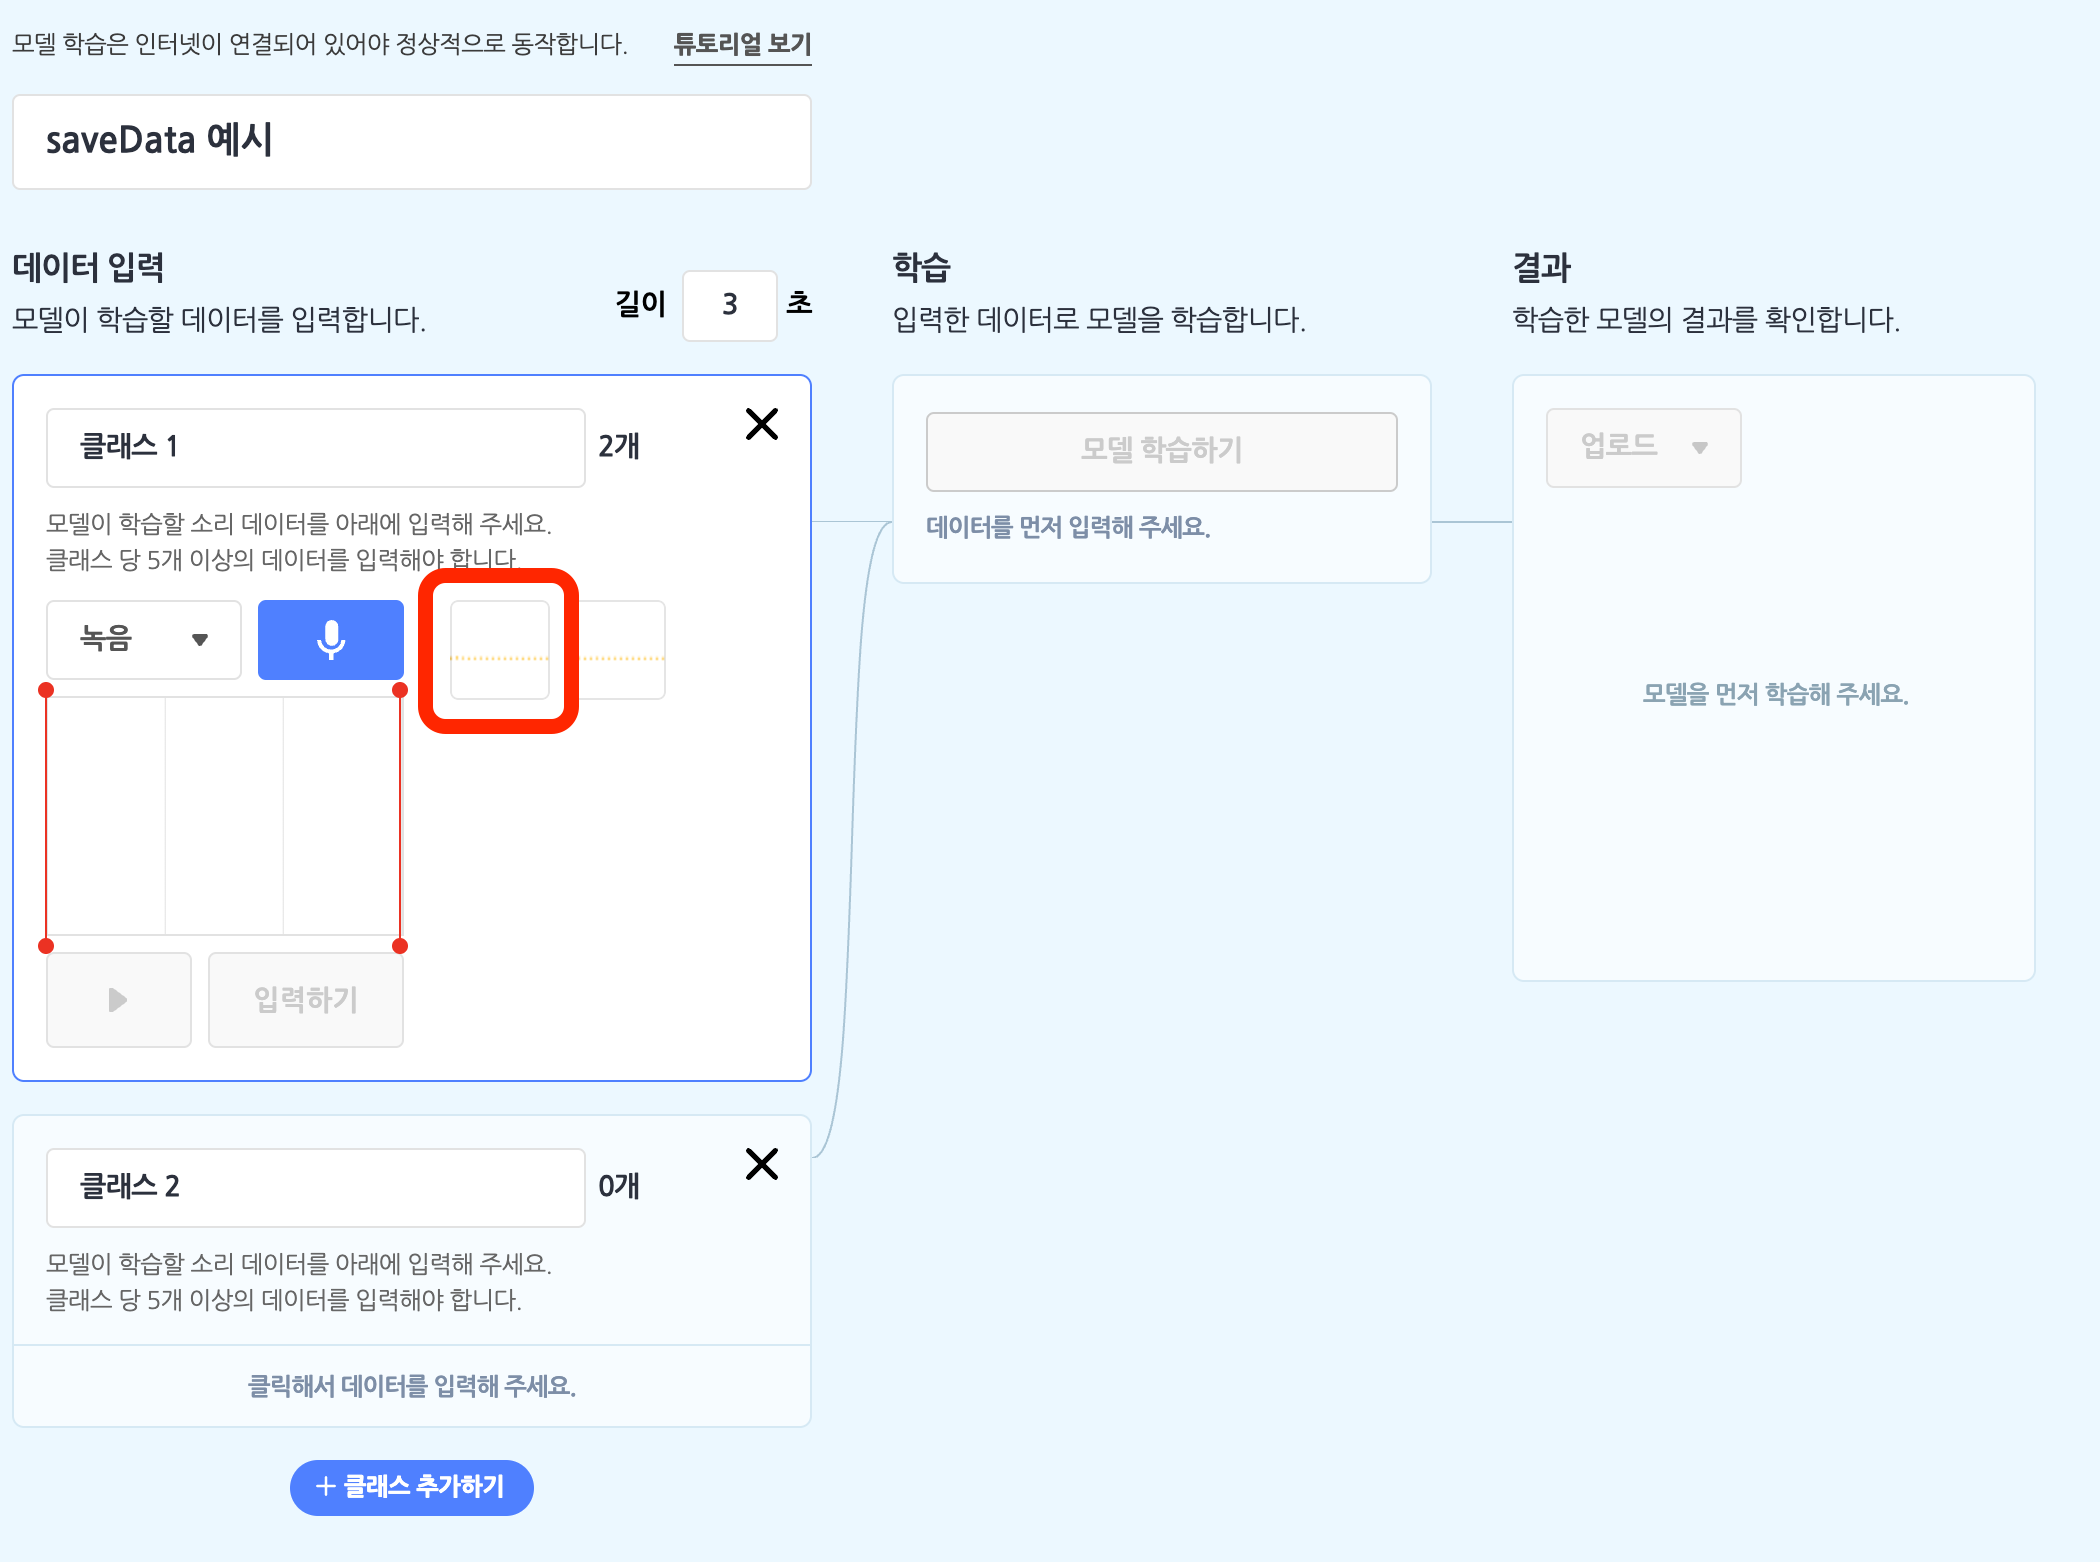 모델 학습은 인터넷이 연결되어 있어야 정상적으로 동작합니다. 튜토리얼 보기
saveData 예시
데이터 입력
모델이 학습할 데이터를 입력합니다.
길이 3 초
학습
입력한 데이터로 모델을 학습합니다.
결과
학습한 모델의 결과를 확인합니다.
클래스 1 2개
모델이 학습할 소리 데이터를 아래에 입력해 주세요.
클래스 당 5개 이상의 데이터를 입력해야 합니다.
녹음
입력하기
모델 학습하기
데이터를 먼저 입력해 주세요.
업로드
모델을 먼저 학습해 주세요.
클래스 2 0개
모델이 학습할 소리 데이터를 아래에 입력해 주세요.
클래스 당 5개 이상의 데이터를 입력해야 합니다.
클릭해서 데이터를 입력해 주세요.
+ 클래스 추가하기